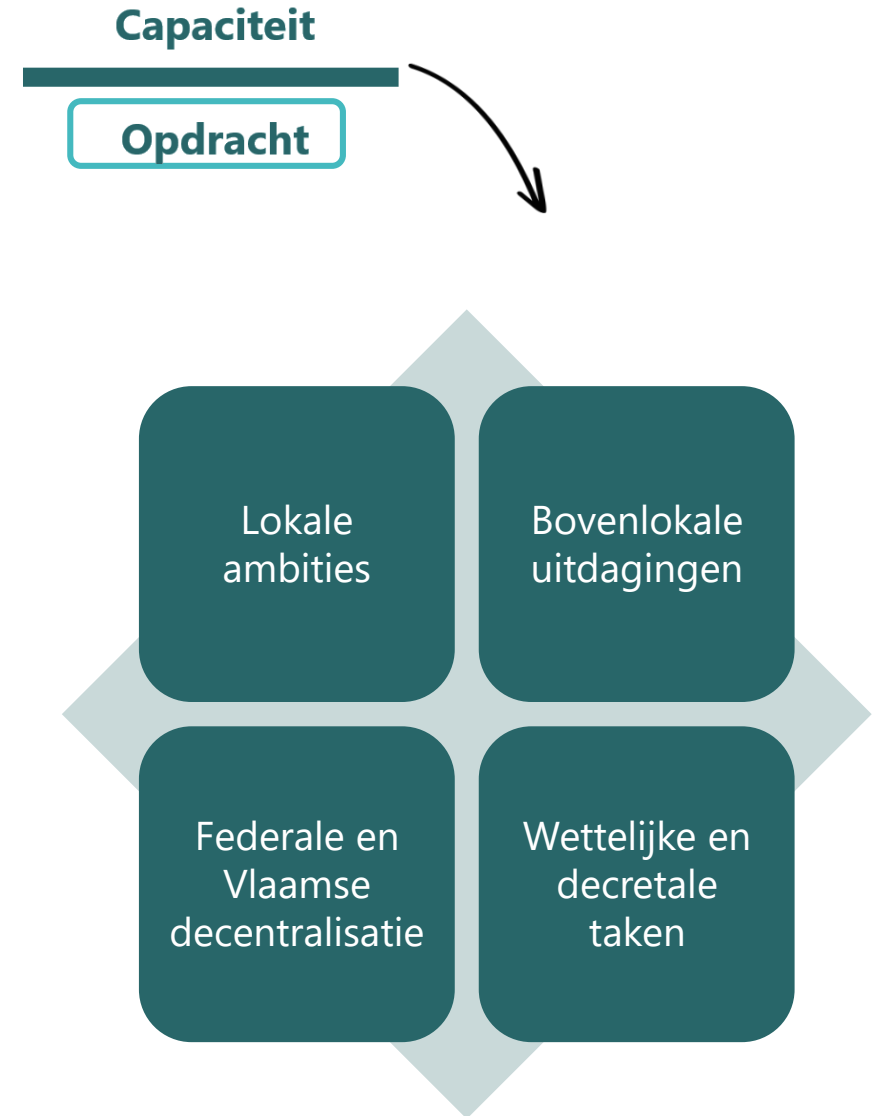 Capaciteit
Opdracht
Lokale
ambities
Bovenlokale
uitdagingen
Federale en
Vlaamse
decentralisatie
Wettelijke en
decretale
taken